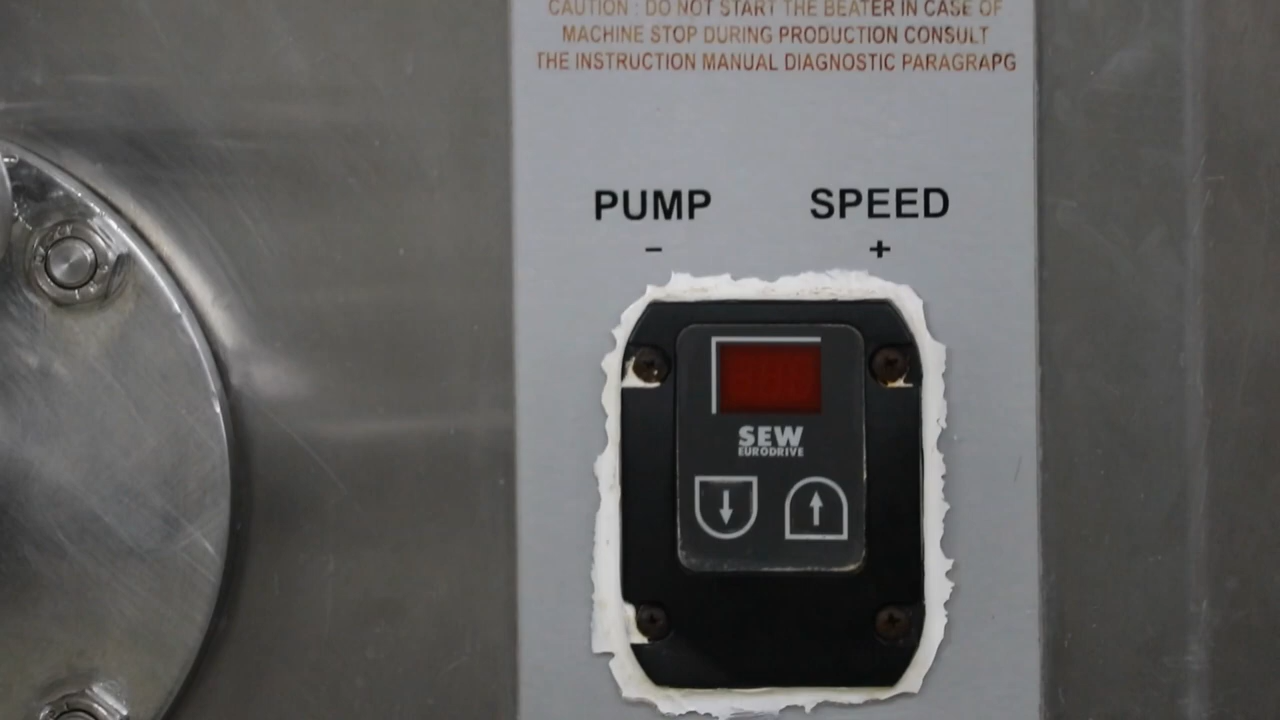 CAUTION : DO NOT START THE BEATER IN CASE OF
MACHINE STOP DURING PRODUCTION CONSULT
THE INSTRUCTION MANUAL DIAGNOSTIC PARAGRAPG
PUMP SPEED
- +
SEW
EURODRIVE